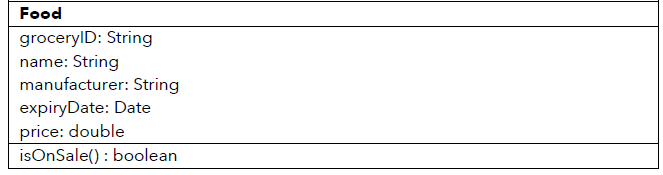 Food
groceryID: String
name: String
manufacturer: String
expiryDate: Date
price: double
isOnSale() : boolean